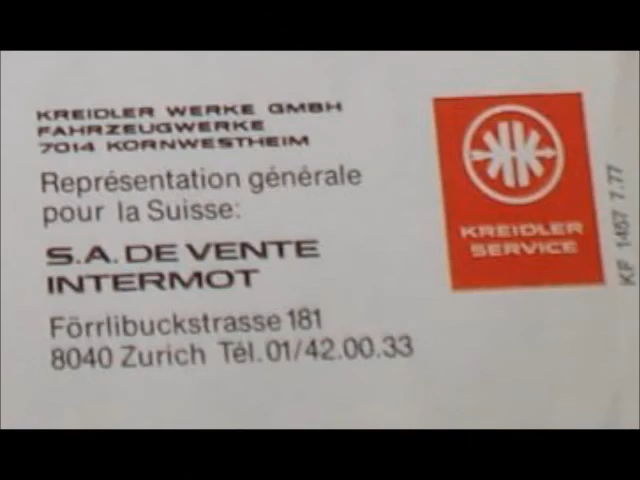 KREIDLER WERKE GMBH
FAHRZEUGWERKE
7014 KORNWESTHEIM
Représentation générale
pour la Suisse:
S.A. DE VENTE
INTERMOT
Förrlibuckstrasse 181
8040 Zurich Tél. 01/42.00.33
KREIDLER
SERVICE
KF 1457 7.77